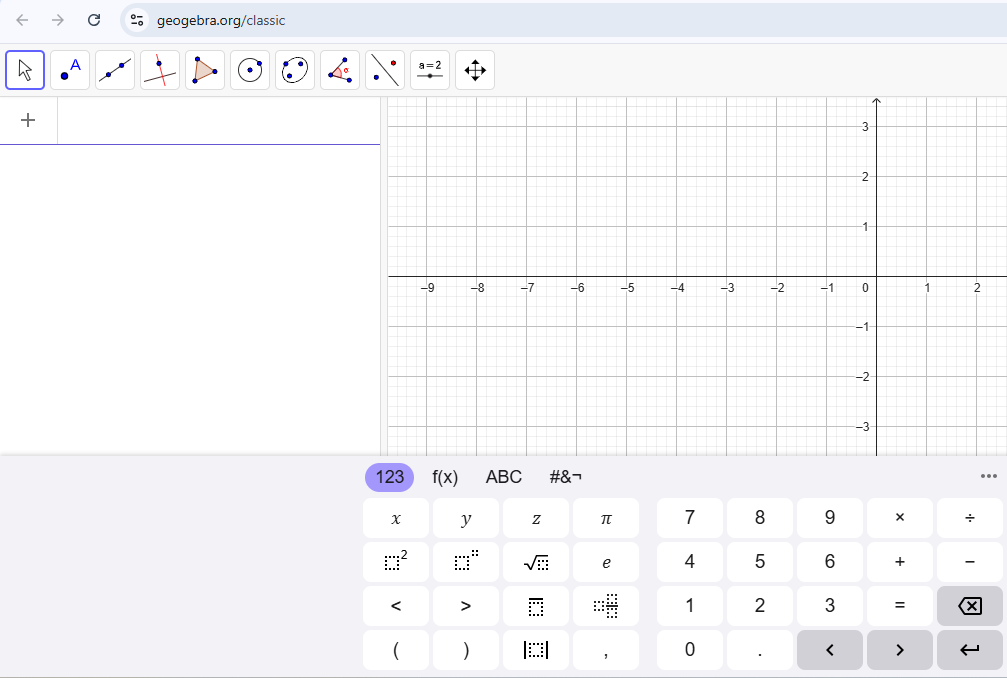 geogebra.org/classic
A
a=2
+
3
2
1
–9 –8 –7 –6 –5 –4 –3 –2 –1 0 1 2
–1
–2
–3
123 f(x) ABC #&¬
x y z π 7 8 9 × ÷
2 √ e 4 5 6 + −
< > 1 2 3 =
( ) | | , 0 . < >